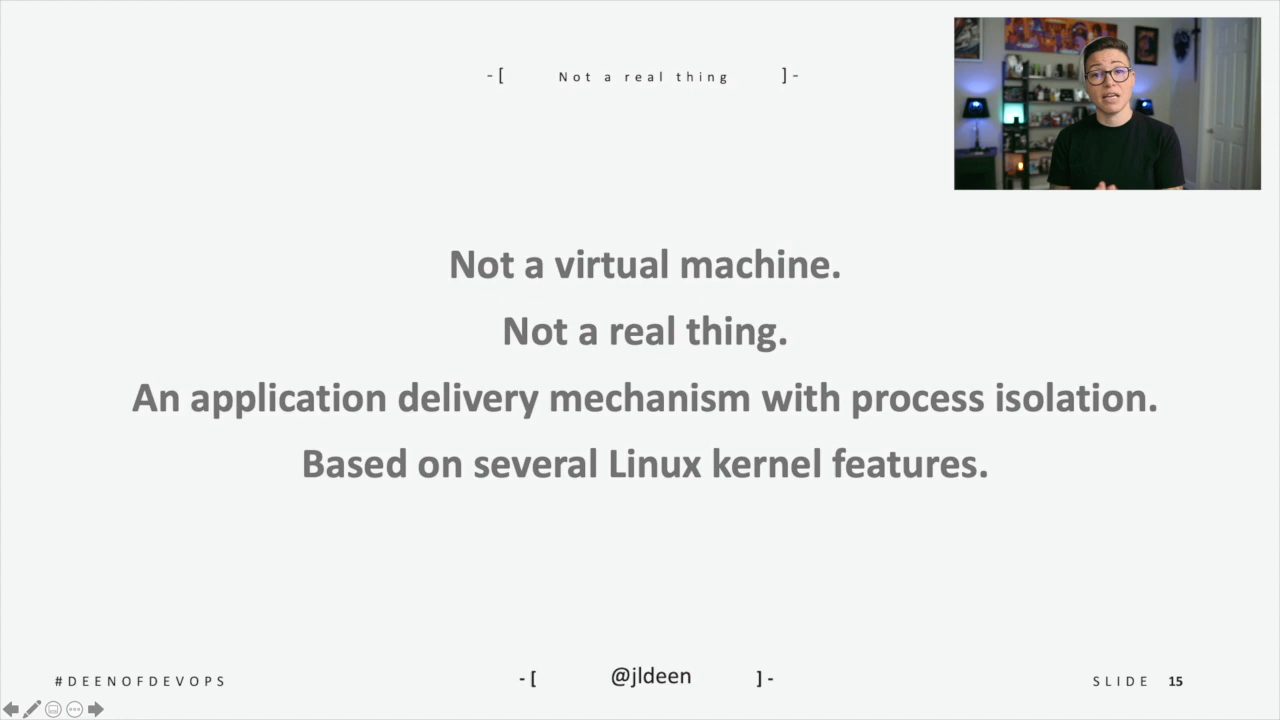 -[ Not a real thing ]-
Not a virtual machine.
Not a real thing.
An application delivery mechanism with process isolation.
Based on several Linux kernel features.
#DEENOFDEVOPS -[ @jldeen ]- SLIDE 15